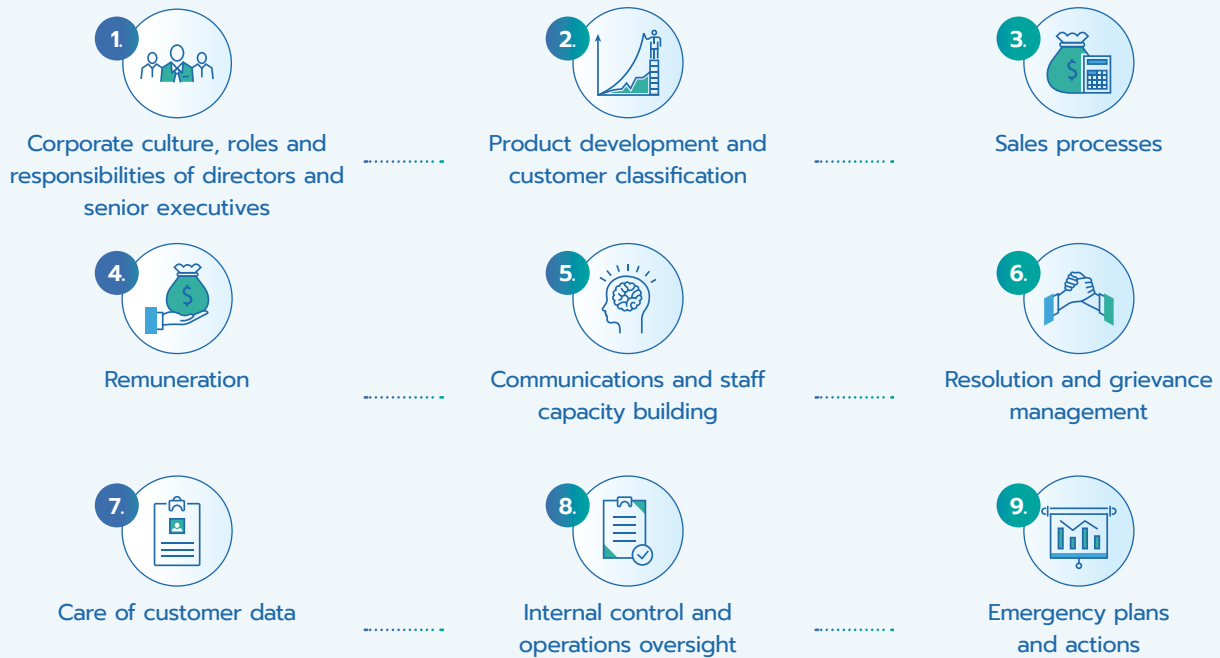 1.
Corporate culture, roles and
responsibilities of directors and
senior executives
2.
Product development and
customer classification
3.
$
Sales processes
4.
$
Remuneration
5.
Communications and staff
capacity building
6.
Resolution and grievance
management
7.
Care of customer data
8.
Internal control and
operations oversight
9.
Emergency plans
and actions